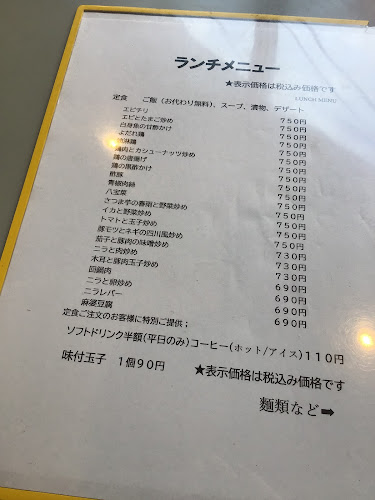 ランチメニュー
★表示価格は税込み価格です
LUNCH MENU
定食 ご飯（お代わり無料）、スープ、漬物、デザート
エビチリ 750円
エビとたまご炒め 750円
白身魚の甘酢かけ 750円
よだれ鶏 750円
油淋鶏 750円
鶏肉とカシューナッツ炒め 750円
鶏の唐揚げ 750円
鶏の黒酢かけ 750円
酢豚 750円
青椒肉絲 750円
八宝菜 750円
さつま芋の春雨と野菜炒め 750円
イカと野菜炒め 750円
トマトと玉子炒め 750円
豚モツとネギの四川風炒め 750円
茄子と豚肉の味噌炒め 750円
ニラと肉炒め 730円
木耳と豚肉玉子炒め 730円
回鍋肉 730円
ニラと卵炒め 690円
ニラレバー 690円
麻婆豆腐 690円
定食ご注文のお客様に特別ご提供； 690円
ソフトドリンク半額(平日のみ)コーヒー(ホット/アイス)110円
味付玉子 1個90円 ★表示価格は税込み価格です
麺類など➡